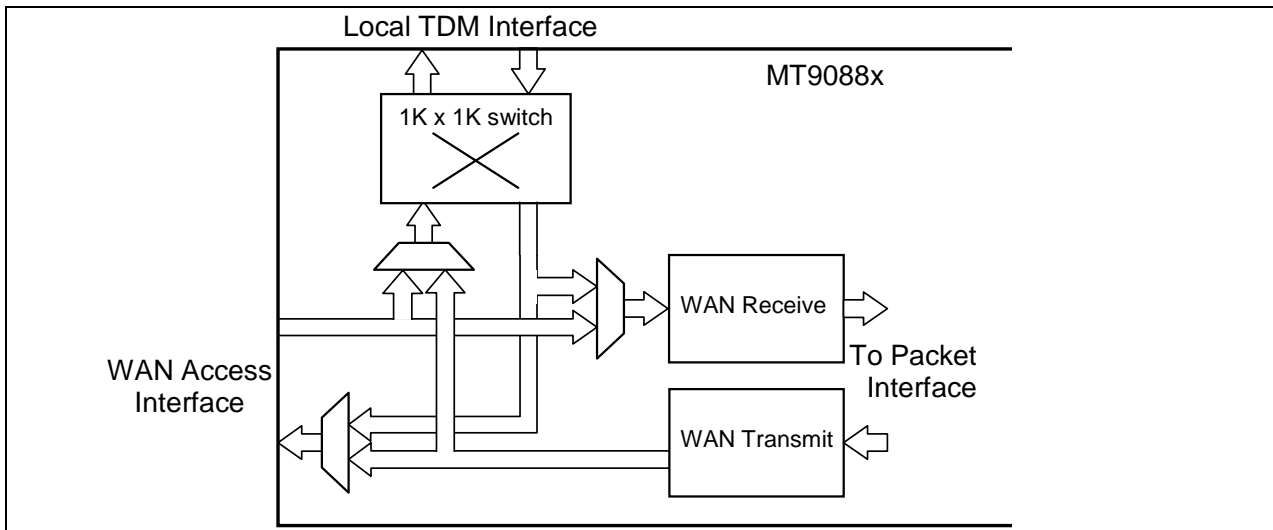 Local TDM Interface
MT9088x
1K x 1K switch
WAN Receive
WAN Access
Interface
To Packet
Interface
WAN Transmit